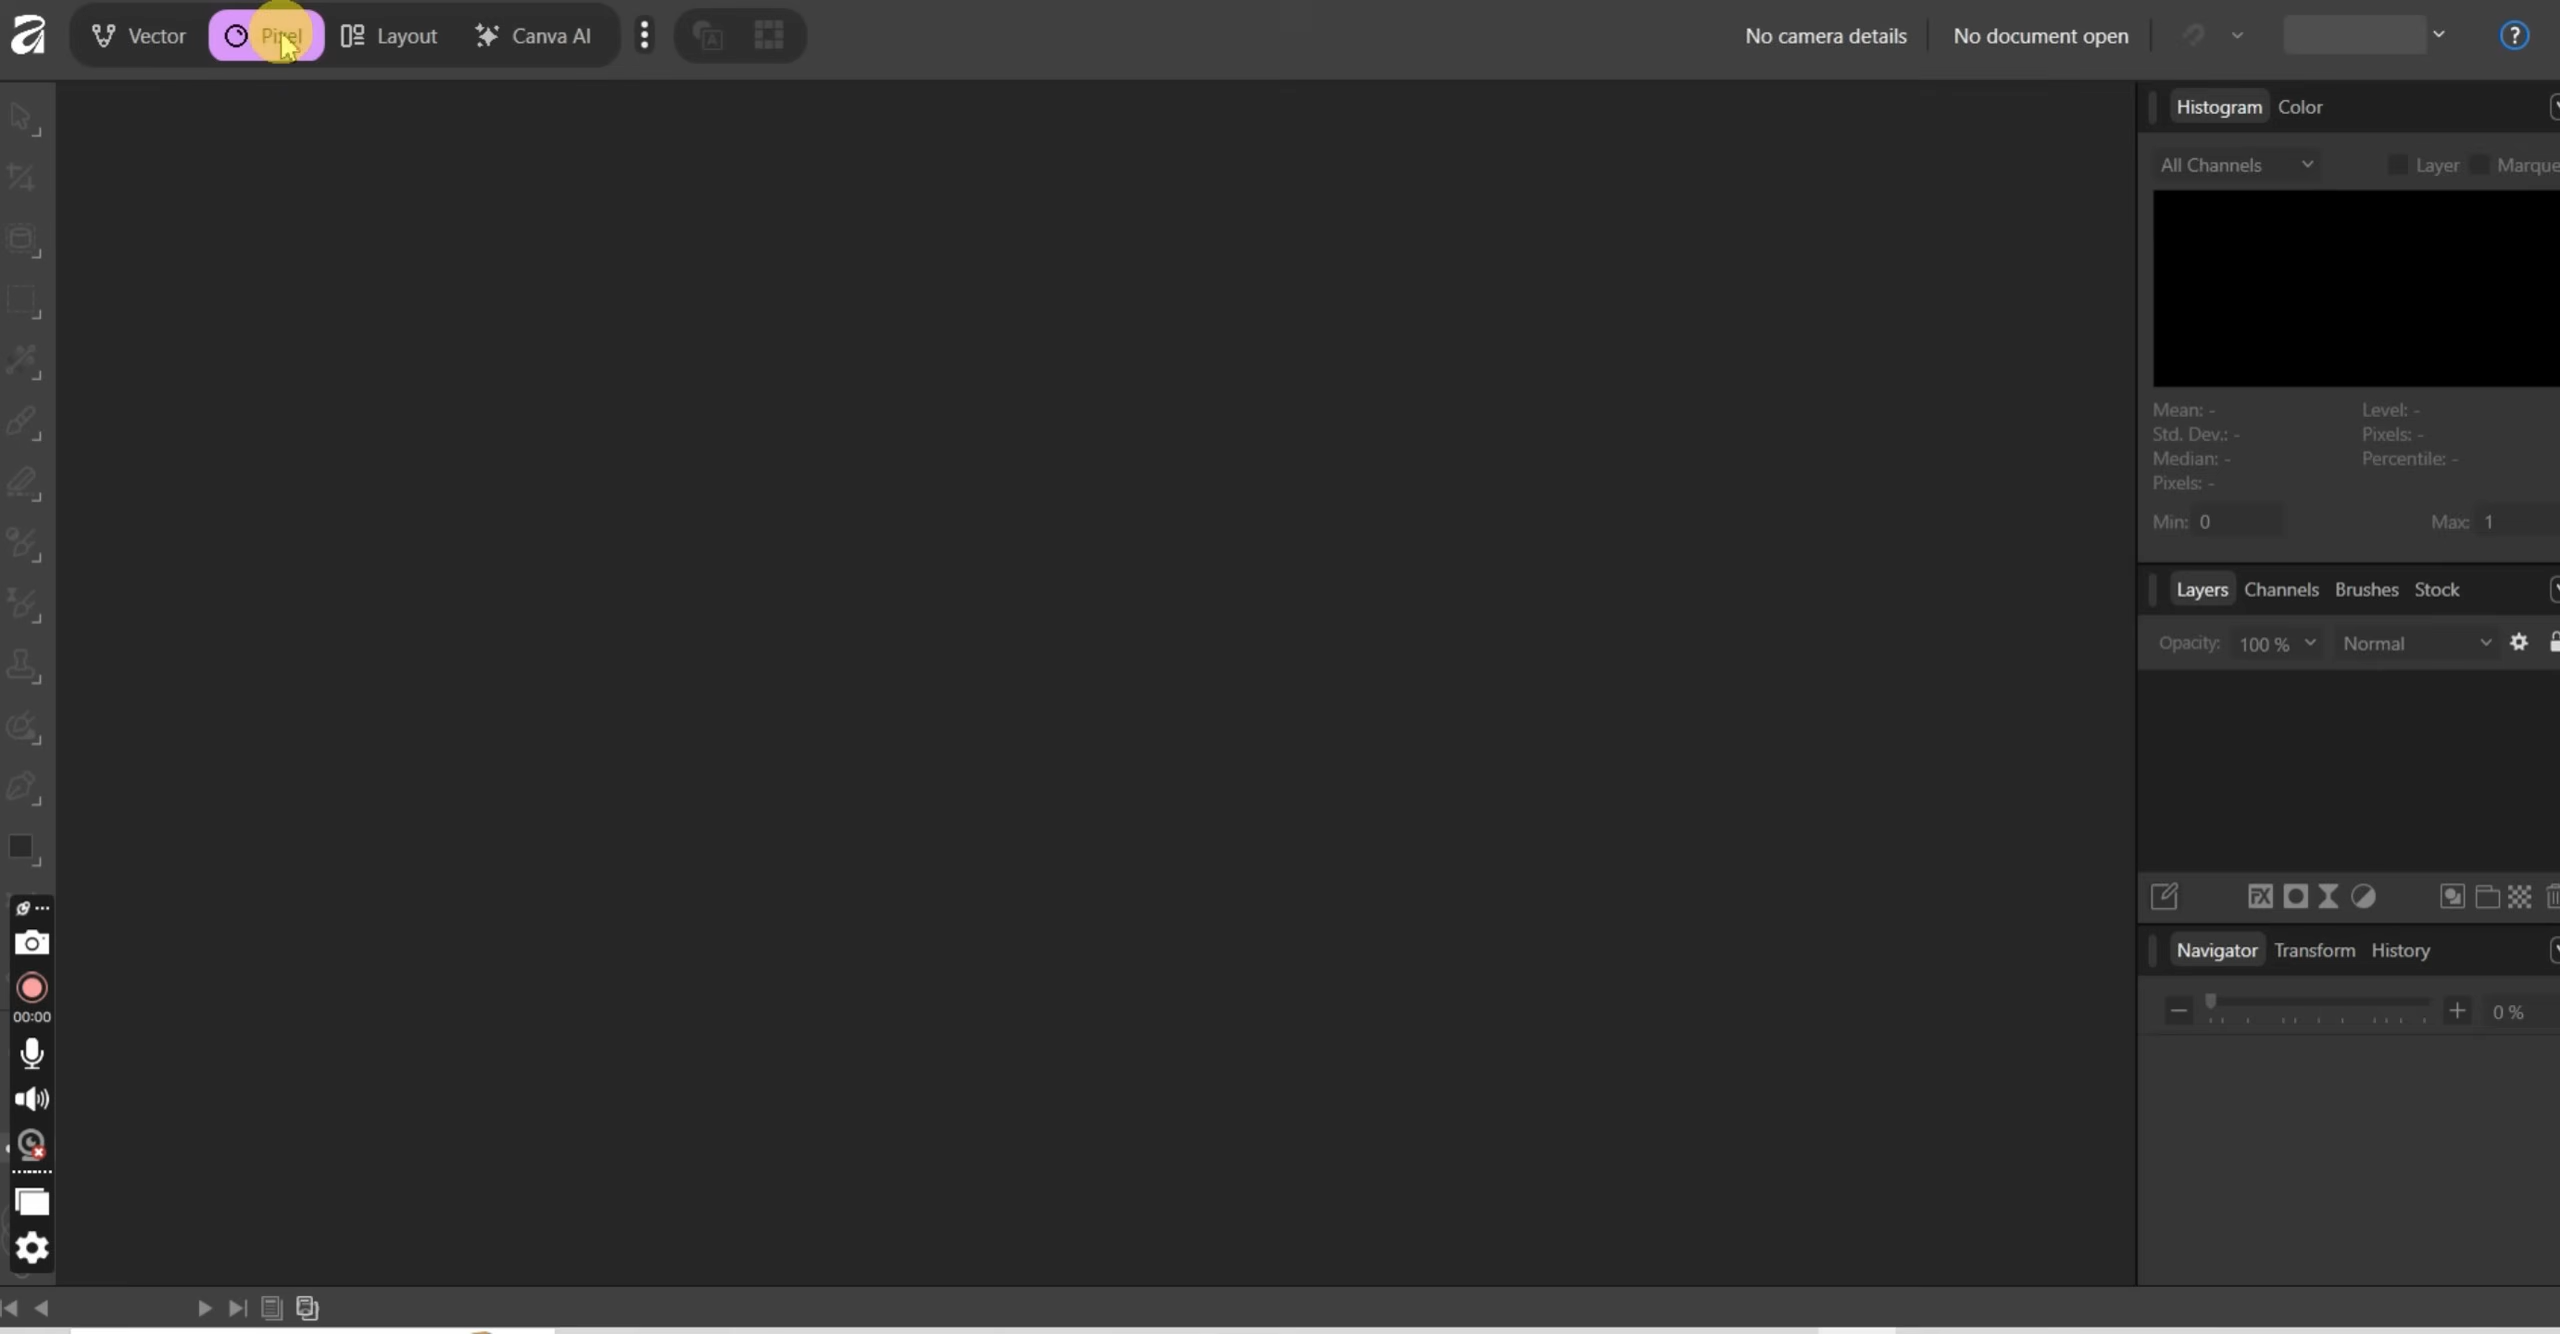 Vector Pixel Layout Canva AI No camera details No document open ?
Histogram Color
All Channels Layer Marque
Mean: - Level: -
Std. Dev.: - Pixels: -
Median: - Percentile: -
Pixels: -
Min: 0 Max: 1
Layers Channels Brushes Stock
Opacity: 100 % Normal
Navigator Transform History
0 %
00:00